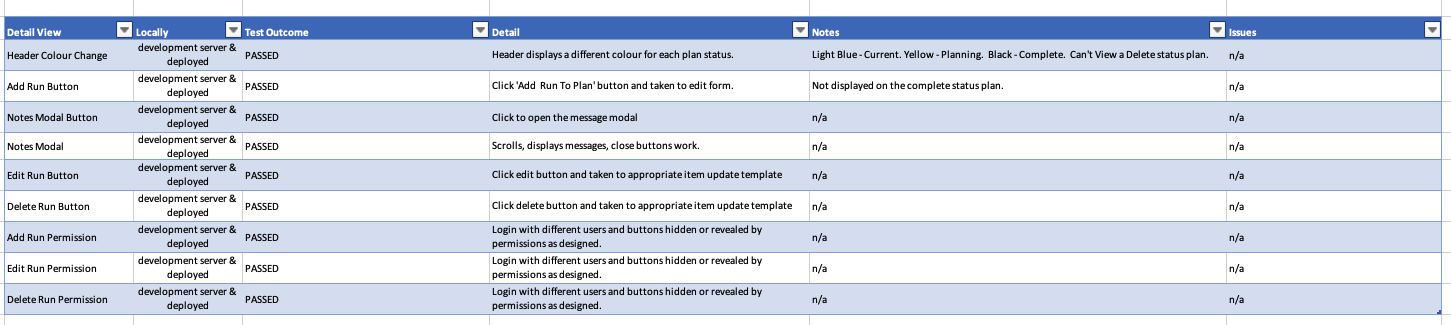 Detail View Locally Test Outcome Detail Notes Issues
Header Colour Change development server & deployed PASSED Header displays a different colour for each plan status. Light Blue - Current. Yellow - Planning. Black - Complete. Can't View a Delete status plan. n/a
Add Run Button development server & deployed PASSED Click 'Add Run To Plan' button and taken to edit form. Not displayed on the complete status plan. n/a
Notes Modal Button development server & deployed PASSED Click to open the message modal n/a n/a
Notes Modal development server & deployed PASSED Scrolls, displays messages, close buttons work. n/a n/a
Edit Run Button development server & deployed PASSED Click edit button and taken to appropriate item update template n/a n/a
Delete Run Button development server & deployed PASSED Click delete button and taken to appropriate item update template n/a n/a
Add Run Permission development server & deployed PASSED Login with different users and buttons hidden or revealed by permissions as designed. n/a n/a
Edit Run Permission development server & deployed PASSED Login with different users and buttons hidden or revealed by permissions as designed. n/a n/a
Delete Run Permission development server & deployed PASSED Login with different users and buttons hidden or revealed by permissions as designed. n/a n/a